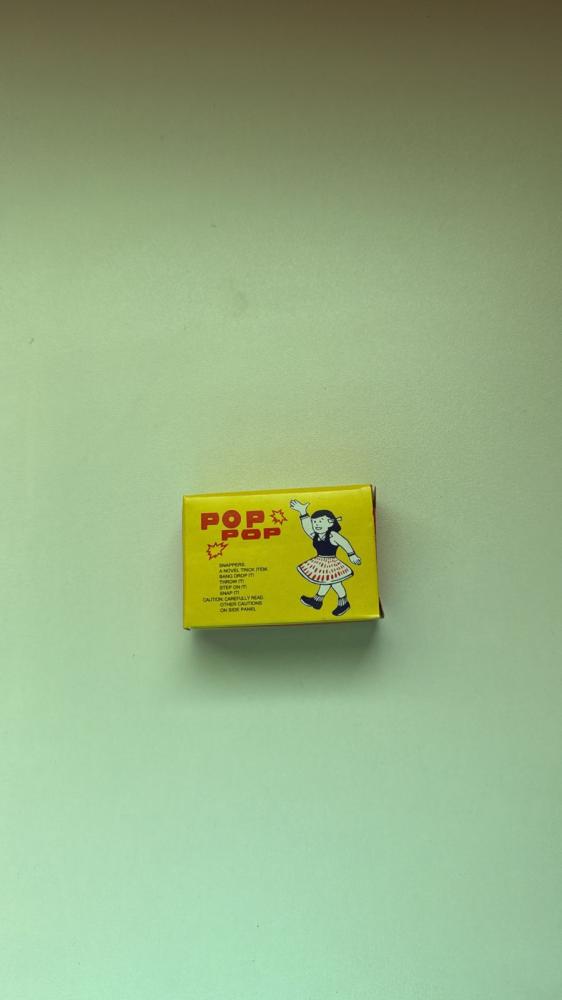 POP
POP
SNAPPERS.
A NOVEL TRICK ITEM.
BANG DROP IT!
THROW IT!
STEP ON IT!
SNAP IT!
CAUTION: CAREFULLY READ.
OTHER CAUTIONS
ON SIDE PANEL